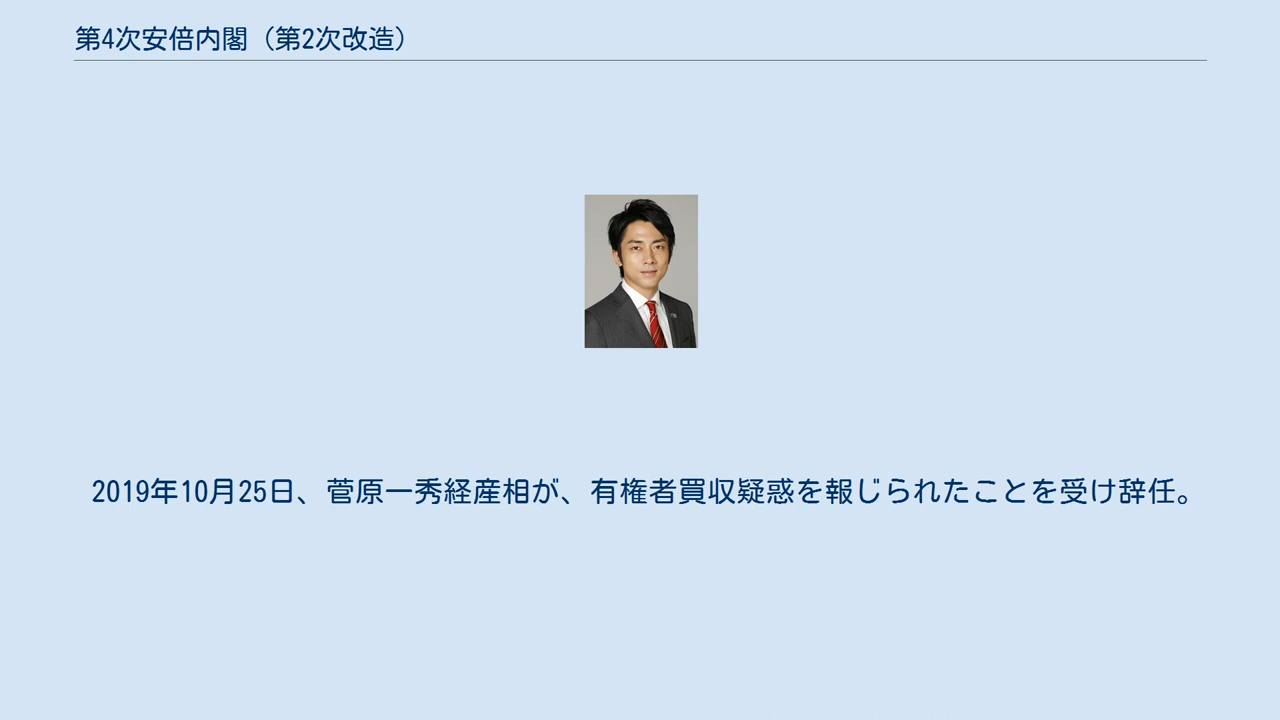 第4次安倍内閣（第2次改造）
2019年10月25日、菅原一秀経産相が、有権者買収疑惑を報じられたことを受け辞任。